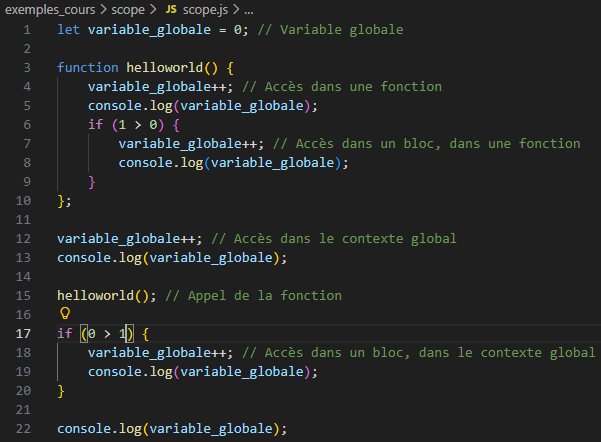 exemples_cours > scope > JS scope.js > ...
1 let variable_globale = 0; // Variable globale
2
3 function helloworld() {
4 variable_globale++; // Accès dans une fonction
5 console.log(variable_globale);
6 if (1 > 0) {
7 variable_globale++; // Accès dans un bloc, dans une fonction
8 console.log(variable_globale);
9 }
10 };
11
12 variable_globale++; // Accès dans le contexte global
13 console.log(variable_globale);
14
15 helloworld(); // Appel de la fonction
16
17 if (0 > 1) {
18 variable_globale++; // Accès dans un bloc, dans le contexte global
19 console.log(variable_globale);
20 }
21
22 console.log(variable_globale);